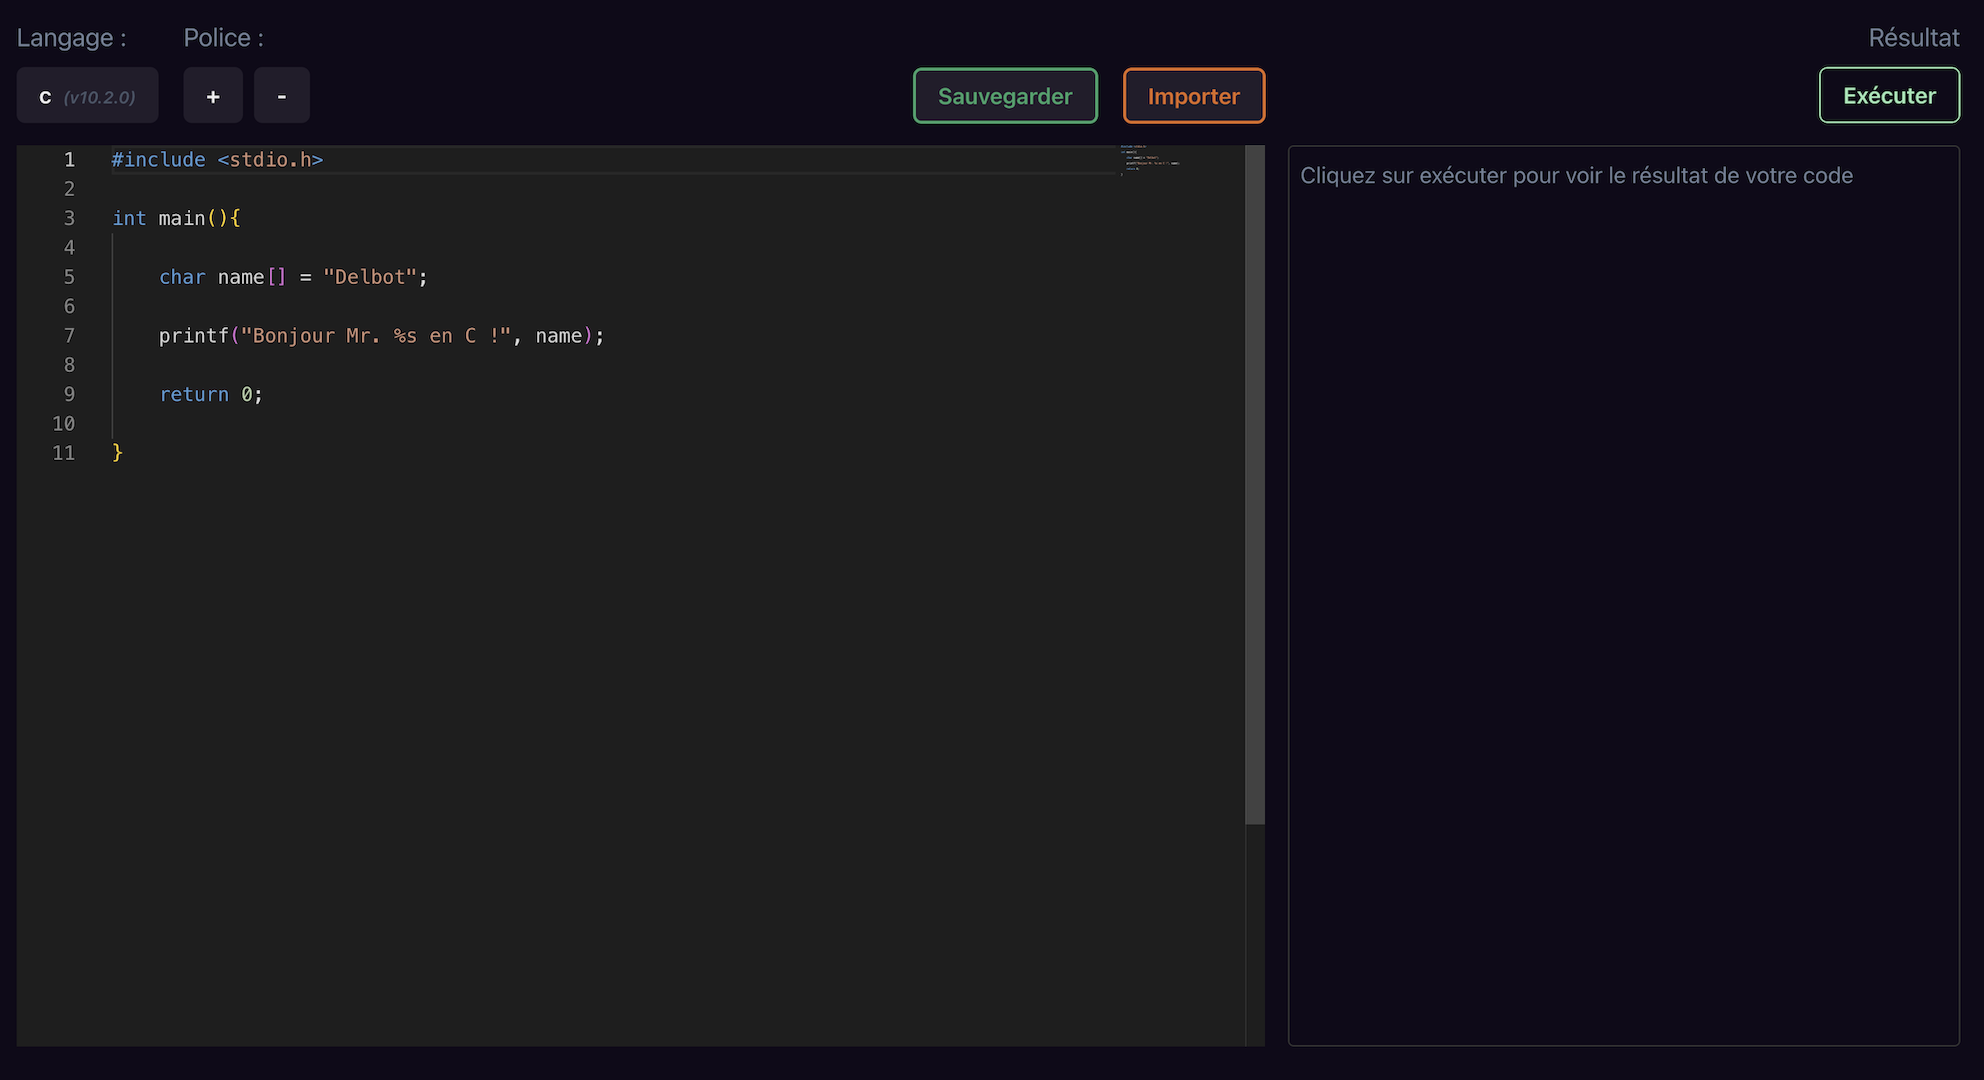 Langage :
Police :
Résultat
C (v10.2.0)
+
-
Sauvegarder
Importer
Exécuter
1 #include <stdio.h>
2
3 int main(){
4
5     char name[] = "Delbot";
6
7     printf("Bonjour Mr. %s en C !", name);
8
9     return 0;
10
11 }
Cliquez sur exécuter pour voir le résultat de votre code